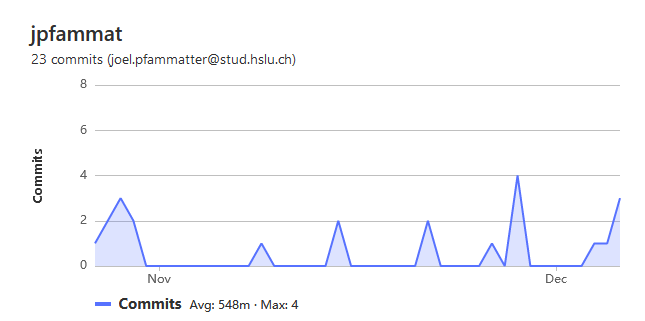 jpfammat
23 commits (joel.pfammatter@stud.hslu.ch)
8
6
4
2
0
Commits
Nov Dec
Commits Avg: 548m · Max: 4